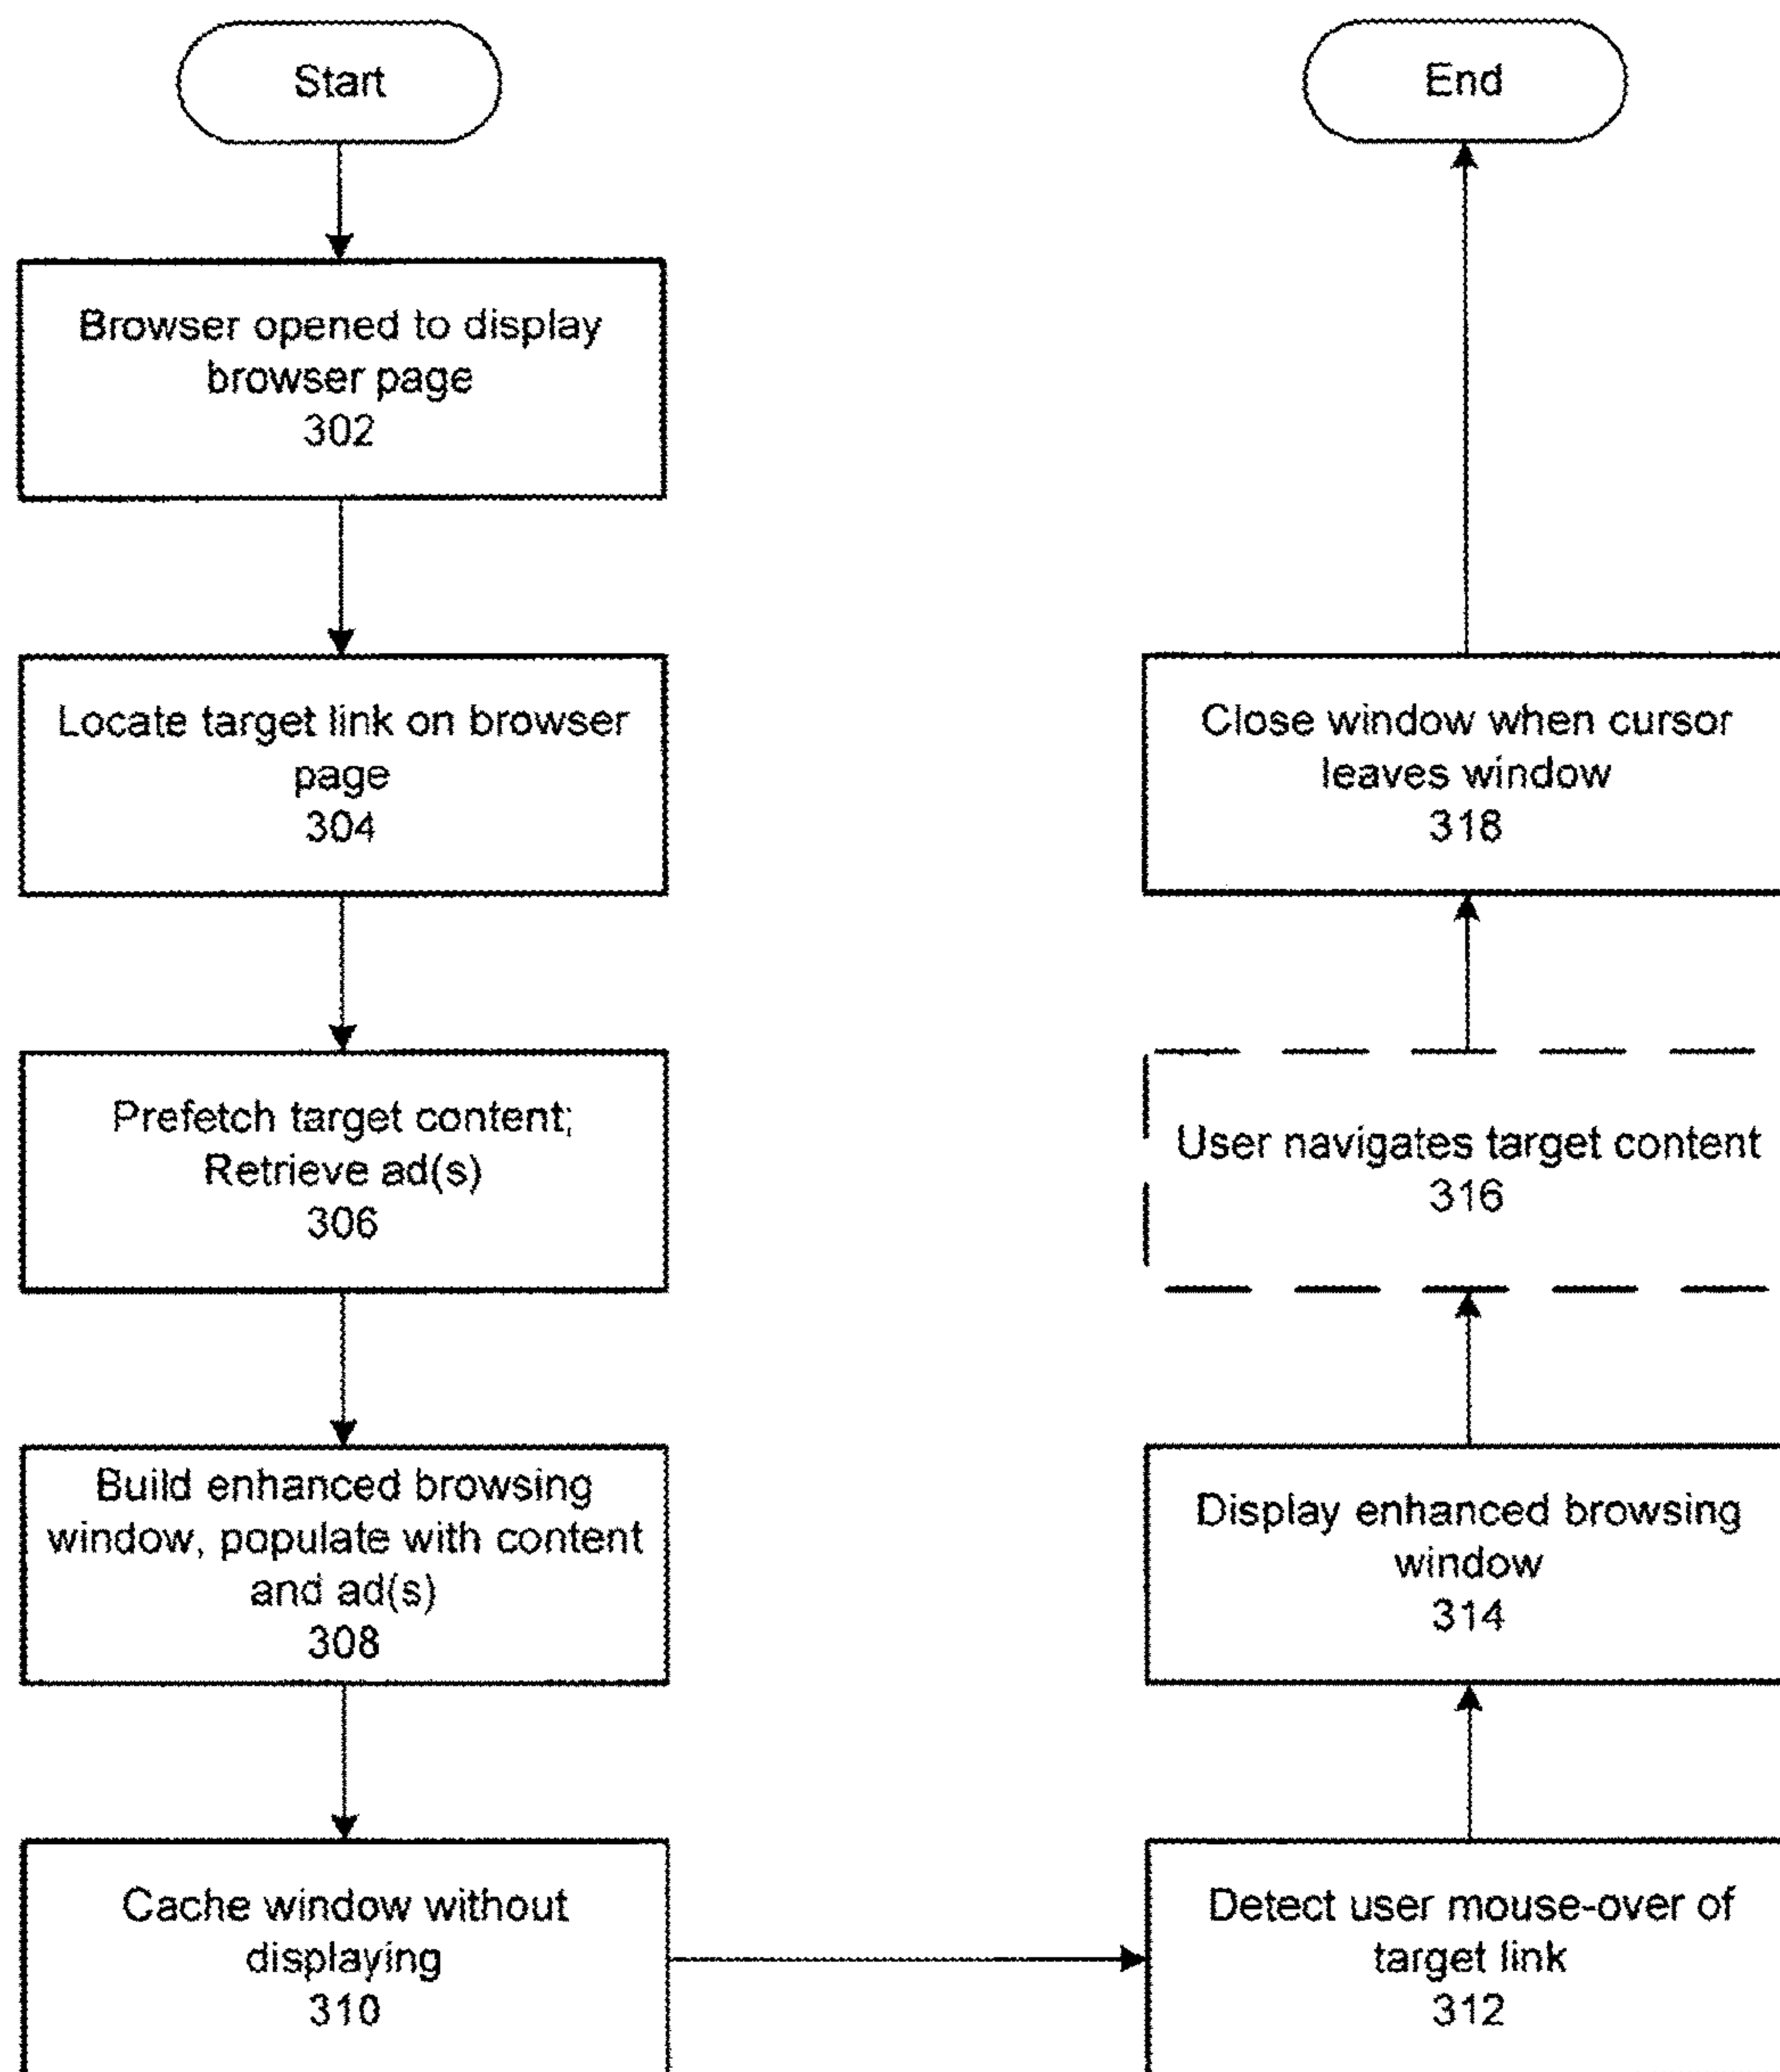 Start
Browser opened to display
browser page
302
Locate target link on browser
page
304
Prefetch target content;
Retrieve ad(s)
306
Build enhanced browsing
window, populate with content
and ad(s)
308
Cache window without
displaying
310
Detect user mouse-over of
target link
312
Display enhanced browsing
window
314
User navigates target content
316
Close window when cursor
leaves window
318
End